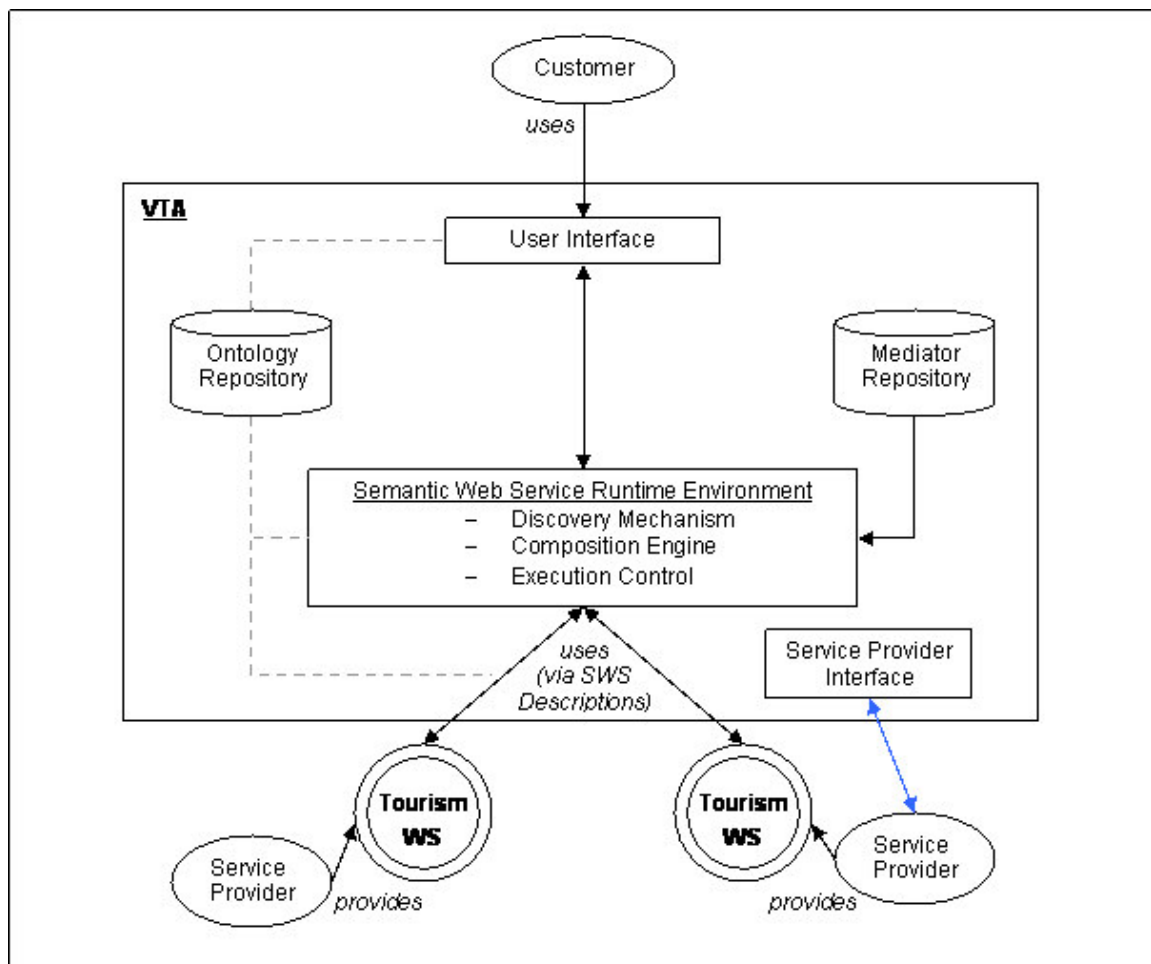 Customer
uses
VTA
User Interface
Ontology
Repository
Mediator
Repository
Semantic Web Service Runtime Environment
– Discovery Mechanism
– Composition Engine
– Execution Control
uses
(via SWS
Descriptions)
Service Provider
Interface
Tourism
WS
Tourism
WS
Service
Provider
provides
Service
Provider
provides